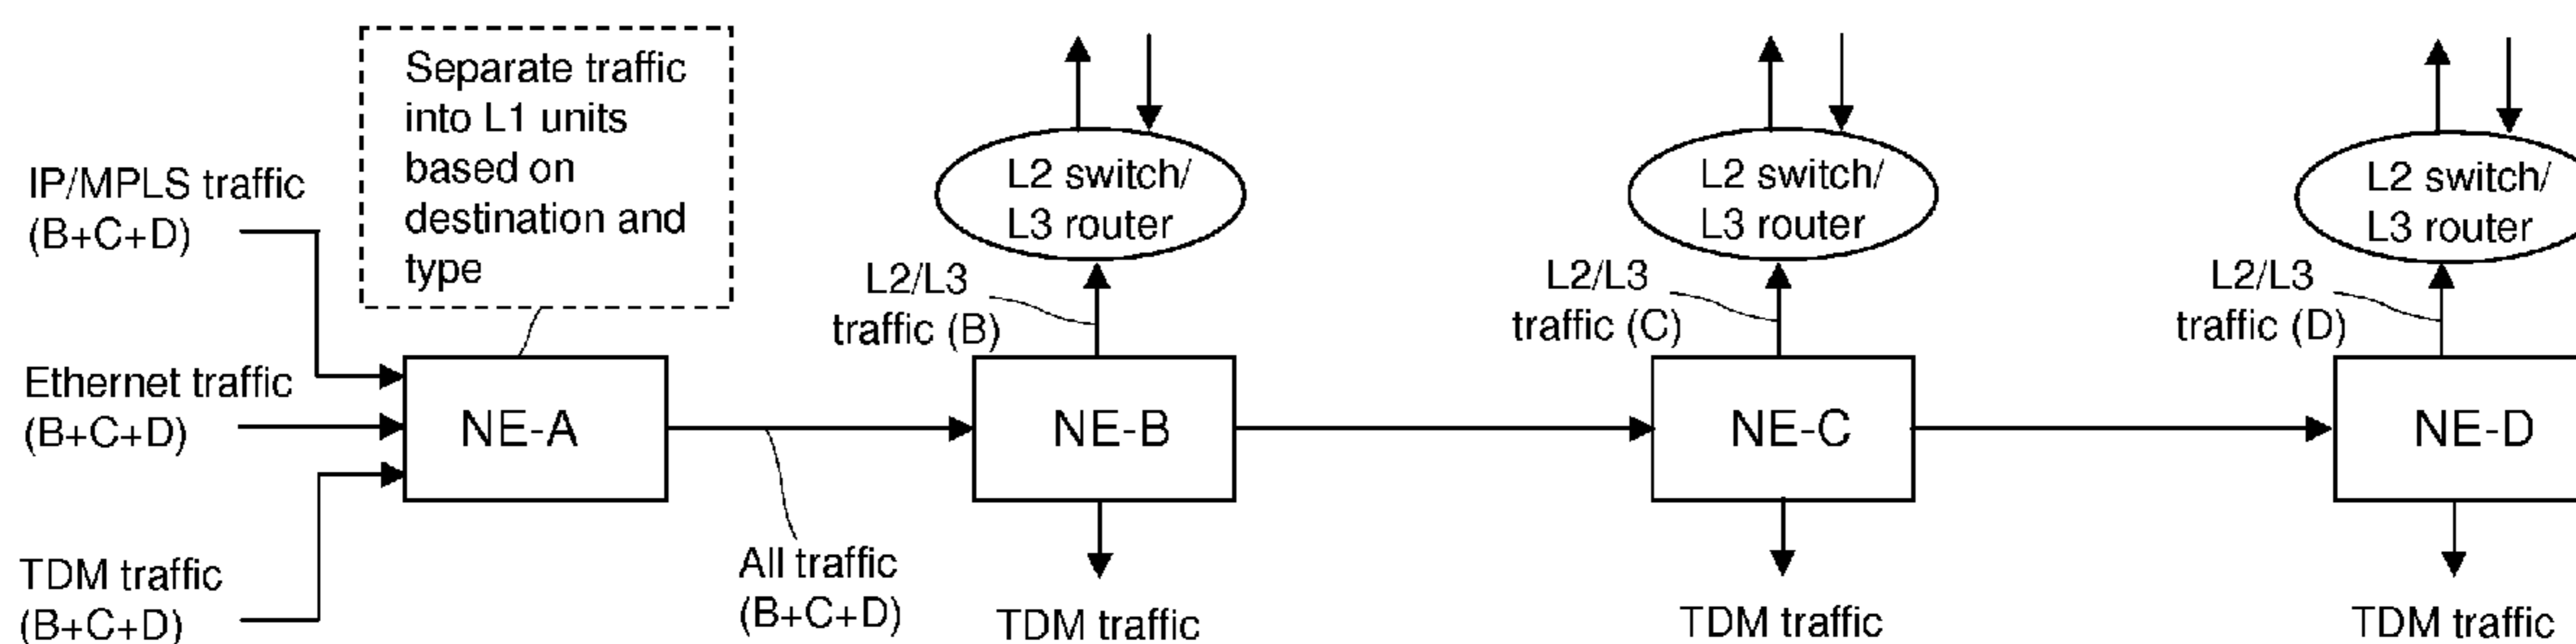 Separate traffic
into L1 units
based on
destination and
type
IP/MPLS traffic
(B+C+D)
Ethernet traffic
(B+C+D)
TDM traffic
(B+C+D)
NE-A
All traffic
(B+C+D)
L2 switch/
L3 router
L2/L3
traffic (B)
NE-B
TDM traffic
L2 switch/
L3 router
L2/L3
traffic (C)
NE-C
TDM traffic
L2 switch/
L3 router
L2/L3
traffic (D)
NE-D
TDM traffic